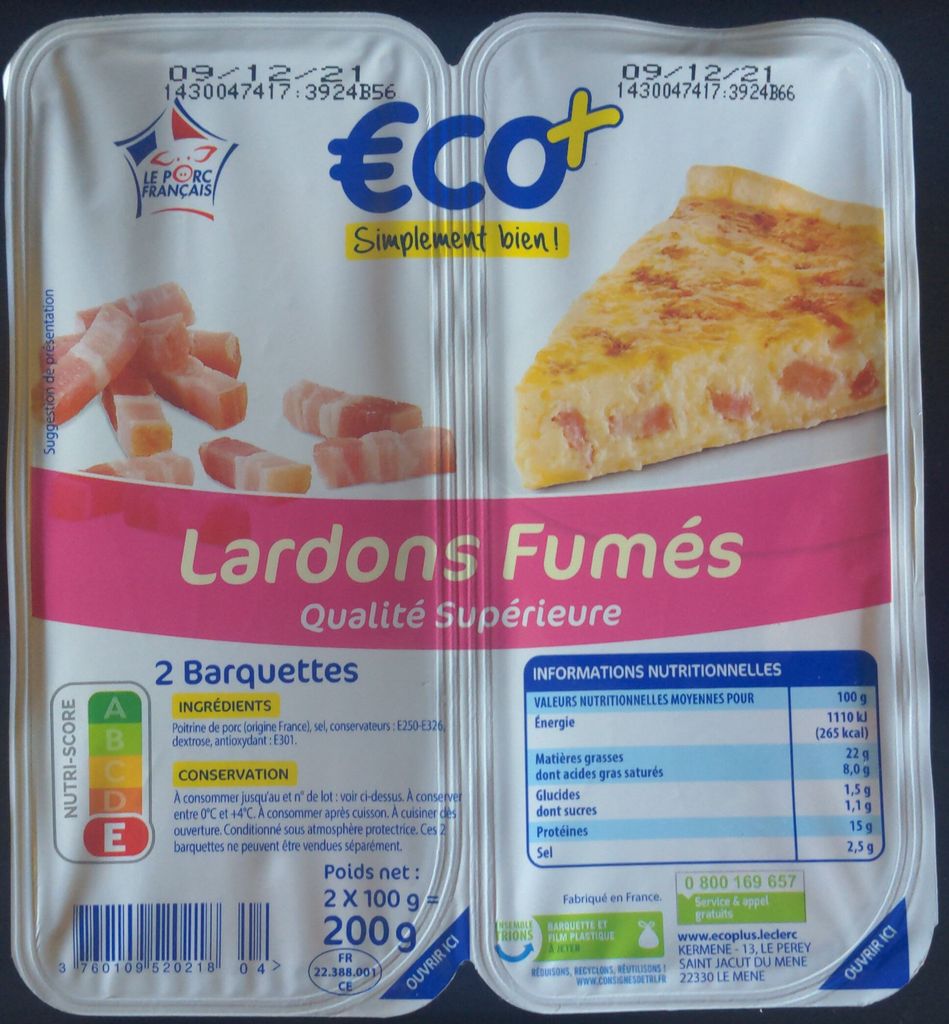 09/12/21
1430047417:3924B56
09/12/21
1430047417:3924B66
LE PORC
FRANÇAIS
€CO+
Simplement bien !
Suggestion de présentation
Lardons Fumés
Qualité Supérieure
2 Barquettes
NUTRI-SCORE
A
B
C
D
E
INGRÉDIENTS
Poitrine de porc (origine France), sel, conservateurs : E250-E326,
dextrose, antioxydant : E301.
CONSERVATION
À consommer jusqu'au et n° de lot : voir ci-dessus. À conserver
entre 0°C et +4°C. À consommer après cuisson. À cuisiner dès
ouverture. Conditionné sous atmosphère protectrice. Ces 2
barquettes ne peuvent être vendues séparément.
Poids net :
2 X 100 g =
200 g
3 760109 520218 04 >
FR
22.388.001
CE
OUVRIR ICI
INFORMATIONS NUTRITIONNELLES
VALEURS NUTRITIONNELLES MOYENNES POUR 100 g
Énergie 1110 kJ
(265 kcal)
Matières grasses 22 g
dont acides gras saturés 8,0 g
Glucides 1,5 g
dont sucres 1,1 g
Protéines 15 g
Sel 2,5 g
Fabriqué en France.
0 800 169 657
Service & appel
gratuits
BARQUETTE ET
FILM PLASTIQUE
À JETER
TRIONS
RÉDUISONS, RECYCLONS, RÉUTILISONS !
WWW.CONSIGNESDETRI.FR
www.ecoplus.leclerc
KERMENE - 13, LE PEREY
SAINT JACUT DU MENE
22330 LE MENE
OUVRIR ICI